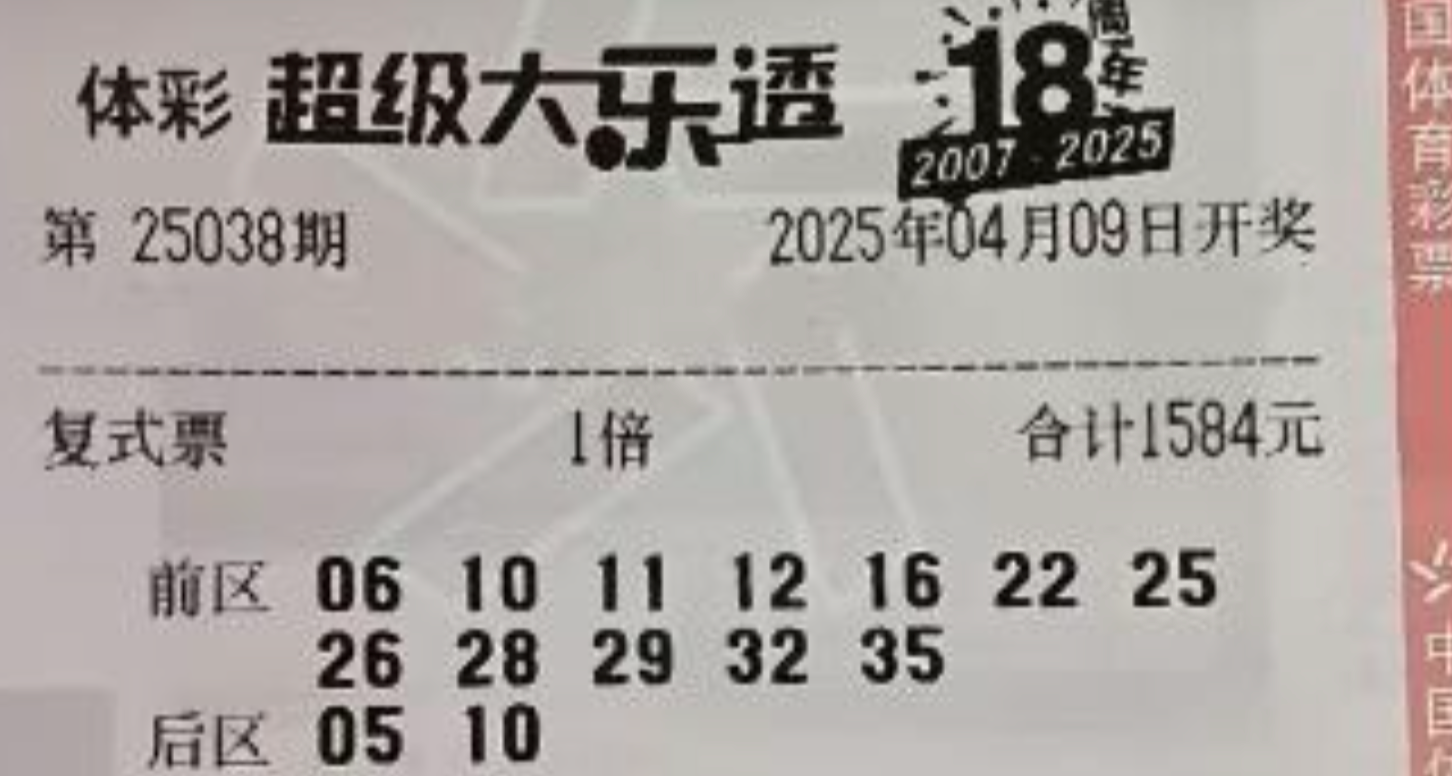 体彩 超级大乐透 18周年
2007-2025
第 25038期 2025年04月09日开奖
复式票 1倍 合计1584元
前区 06 10 11 12 16 22 25
26 28 29 32 35
后区 05 10
国体育彩票
中国